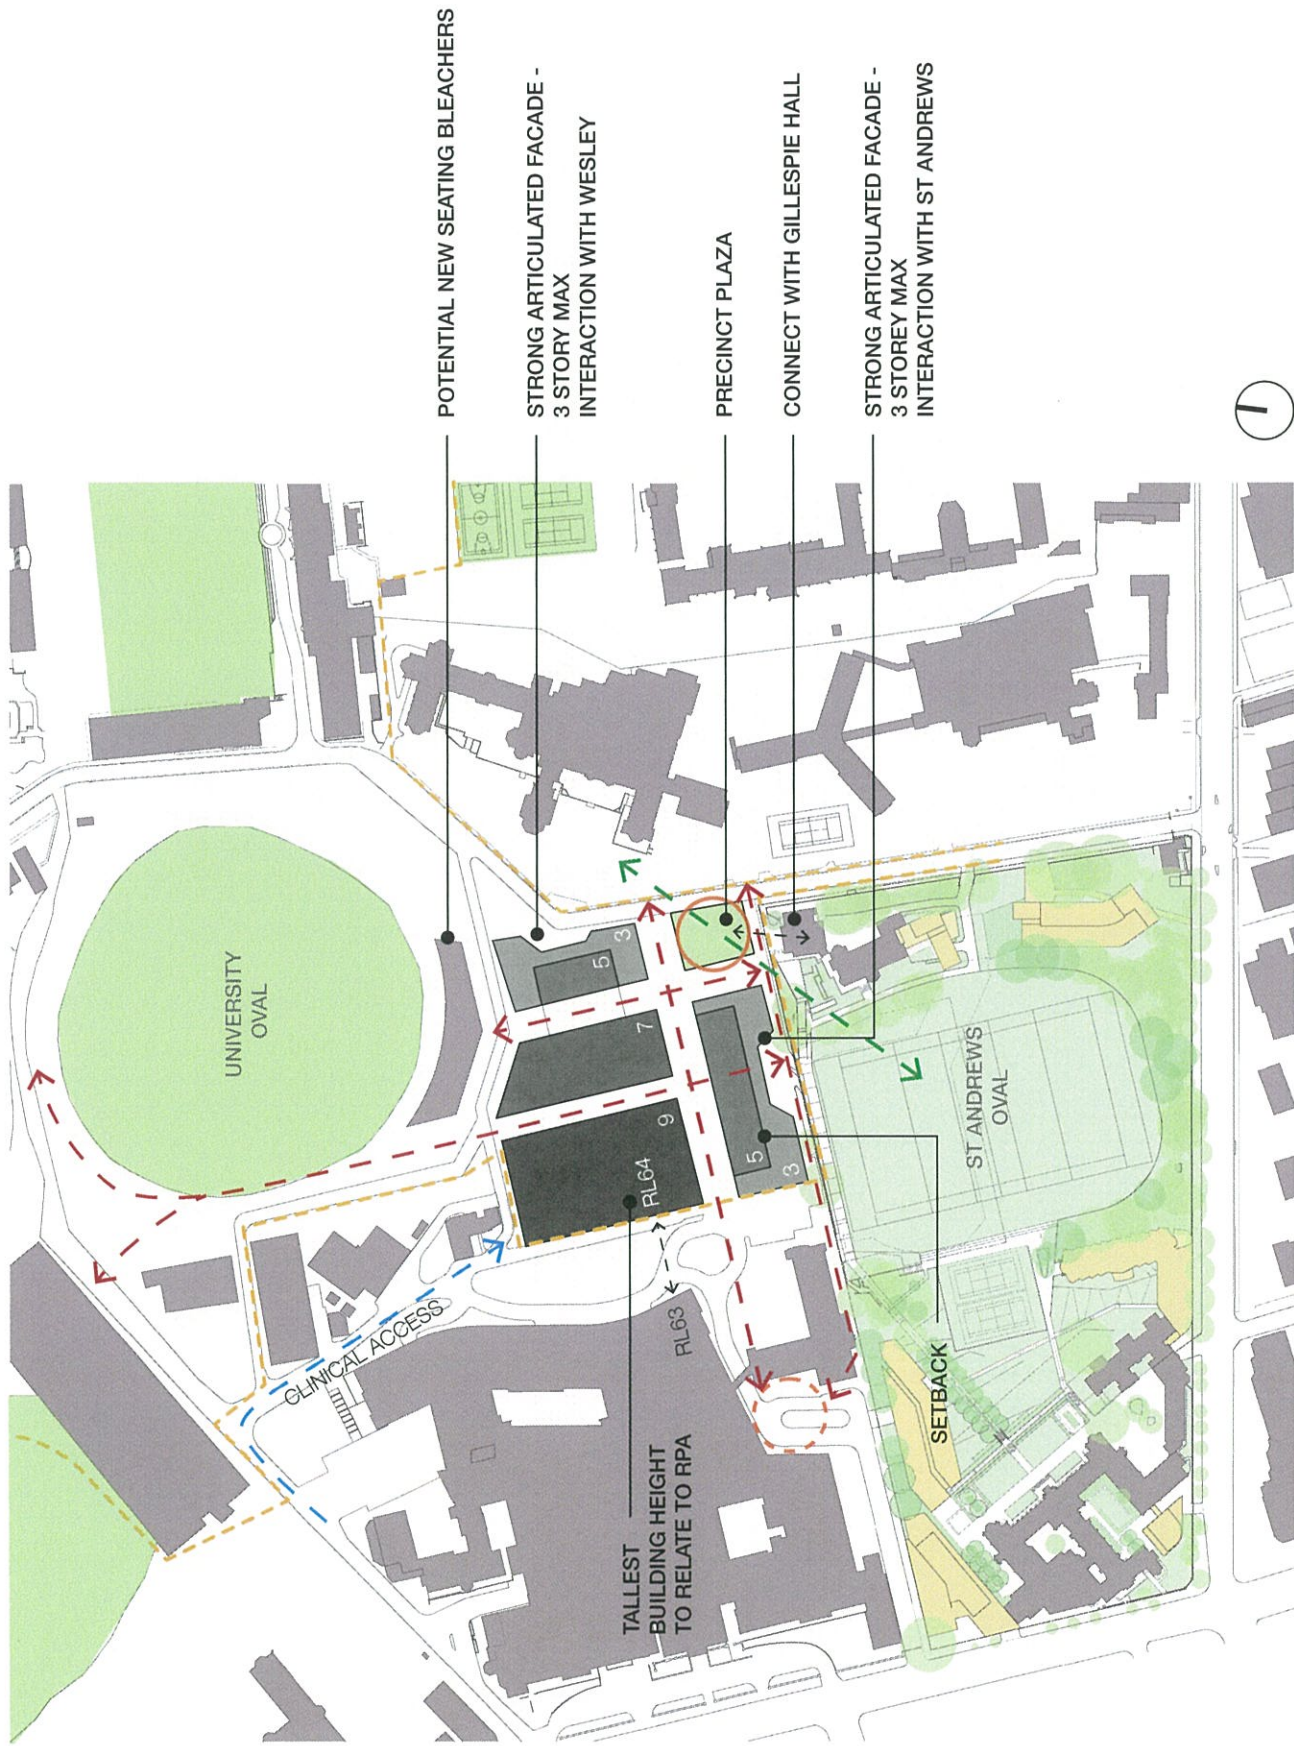 POTENTIAL NEW SEATING BLEACHERS
STRONG ARTICULATED FACADE -
3 STORY MAX
INTERACTION WITH WESLEY
PRECINCT PLAZA
CONNECT WITH GILLESPIE HALL
STRONG ARTICULATED FACADE -
3 STOREY MAX
INTERACTION WITH ST ANDREWS
UNIVERSITY
OVAL
3
5
7
9
RL64
5
3
ST ANDREWS
OVAL
CLINICAL ACCESS
RL63
SETBACK
TALLEST
BUILDING HEIGHT
TO RELATE TO RPA